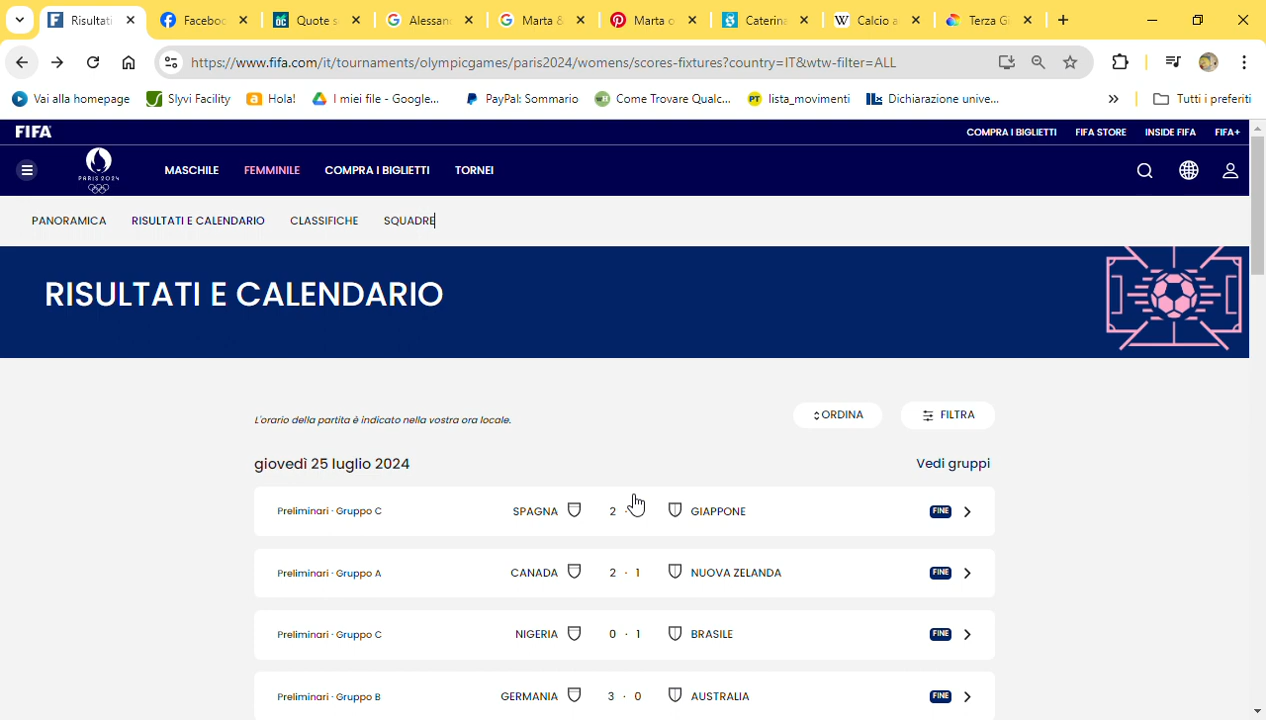 Risultati
Facebo
Quote s
Alessan
Marta &
Marta o
Caterina
Calcio a
Terza Gi
https://www.fifa.com/it/tournaments/olympicgames/paris2024/womens/scores-fixtures?country=IT&wtw-filter=ALL
Vai alla homepage
Slyvi Facility
Hola!
I miei file - Google...
PayPal: Sommario
Come Trovare Qualc...
lista_movimenti
Dichiarazione unive...
Tutti i preferiti
FIFA
COMPRA I BIGLIETTI
FIFA STORE
INSIDE FIFA
FIFA+
PARIS 2024
MASCHILE
FEMMINILE
COMPRA I BIGLIETTI
TORNEI
PANORAMICA
RISULTATI E CALENDARIO
CLASSIFICHE
SQUADRE
RISULTATI E CALENDARIO
L'orario della partita è indicato nella vostra ora locale.
ORDINA
FILTRA
giovedì 25 luglio 2024
Vedi gruppi
Preliminari · Gruppo C SPAGNA 2 · GIAPPONE FINE
Preliminari · Gruppo A CANADA 2 · 1 NUOVA ZELANDA FINE
Preliminari · Gruppo C NIGERIA 0 · 1 BRASILE FINE
Preliminari · Gruppo B GERMANIA 3 · 0 AUSTRALIA FINE